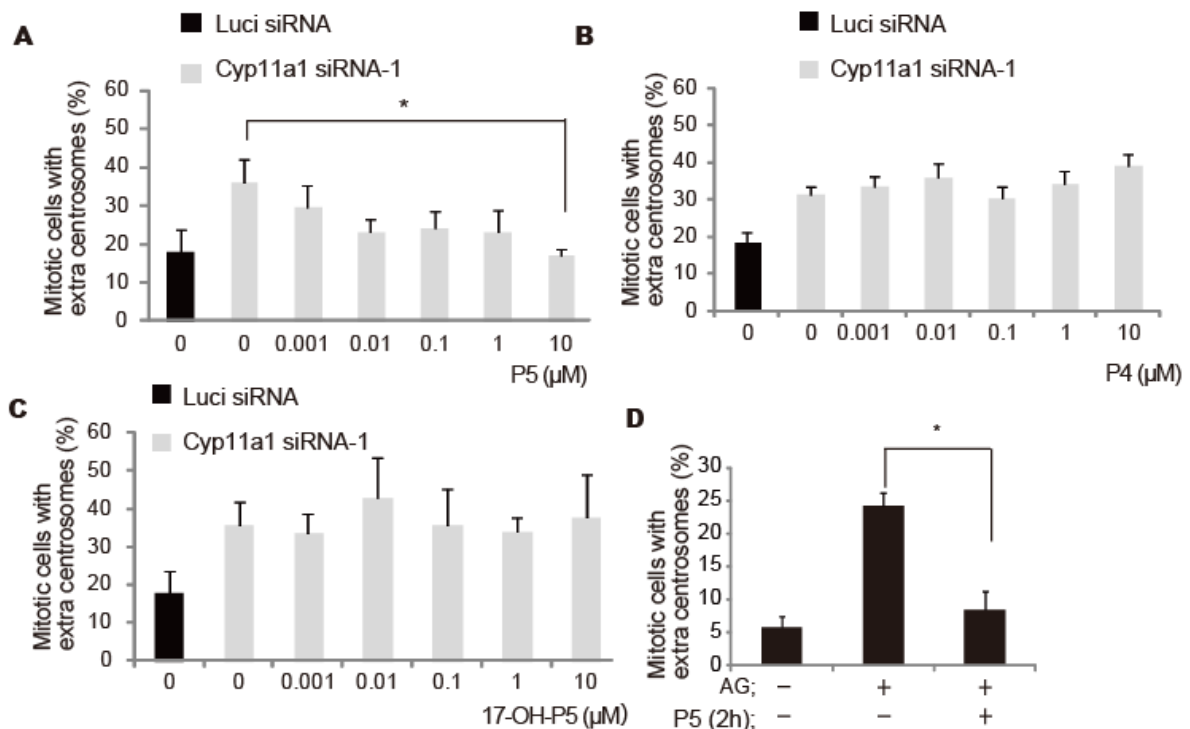 A
Luci siRNA
Cyp11a1 siRNA-1
Mitotic cells with
extra centrosomes (%)
60
50
40
30
20
10
0
*
0 0 0.001 0.01 0.1 1 10
P5 (µM)
B
Luci siRNA
Cyp11a1 siRNA-1
Mitotic cells with
extra centrosomes (%)
60
50
40
30
20
10
0
0 0 0.001 0.01 0.1 1 10
P4 (µM)
C
Luci siRNA
Cyp11a1 siRNA-1
Mitotic cells with
extra centrosomes (%)
60
50
40
30
20
10
0
0 0 0.001 0.01 0.1 1 10
17-OH-P5 (µM)
D
Mitotic cells with
extra centrosomes (%)
30
25
20
15
10
5
0
*
AG; – + +
P5 (2h); – – +